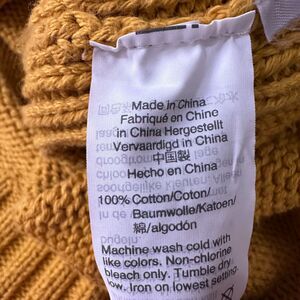 Made in China
Fabriqué en Chine
in China Hergestellt
Vervaardigd in China
中国製
Hecho en China
100% Cotton/Coton/
Baumwolle/Katoen/
綿/algodón
Machine wash cold with
like colors. Non-chlorine
bleach only. Tumble dry
low. Iron on lowest setting.